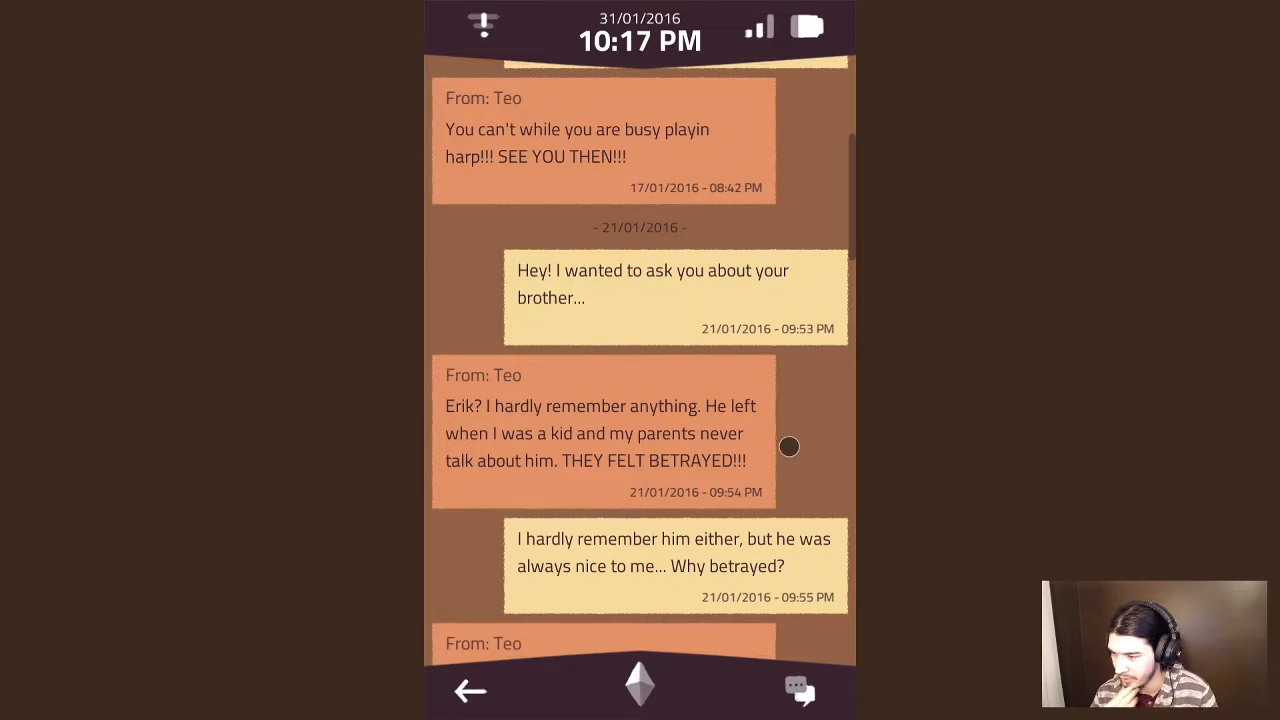 31/01/2016
10:17 PM
From: Teo
You can't while you are busy playin
harp!!! SEE YOU THEN!!!
17/01/2016 - 08:42 PM
- 21/01/2016 -
Hey! I wanted to ask you about your
brother...
21/01/2016 - 09:53 PM
From: Teo
Erik? I hardly remember anything. He left
when I was a kid and my parents never
talk about him. THEY FELT BETRAYED!!!
21/01/2016 - 09:54 PM
I hardly remember him either, but he was
always nice to me... Why betrayed?
21/01/2016 - 09:55 PM
From: Teo